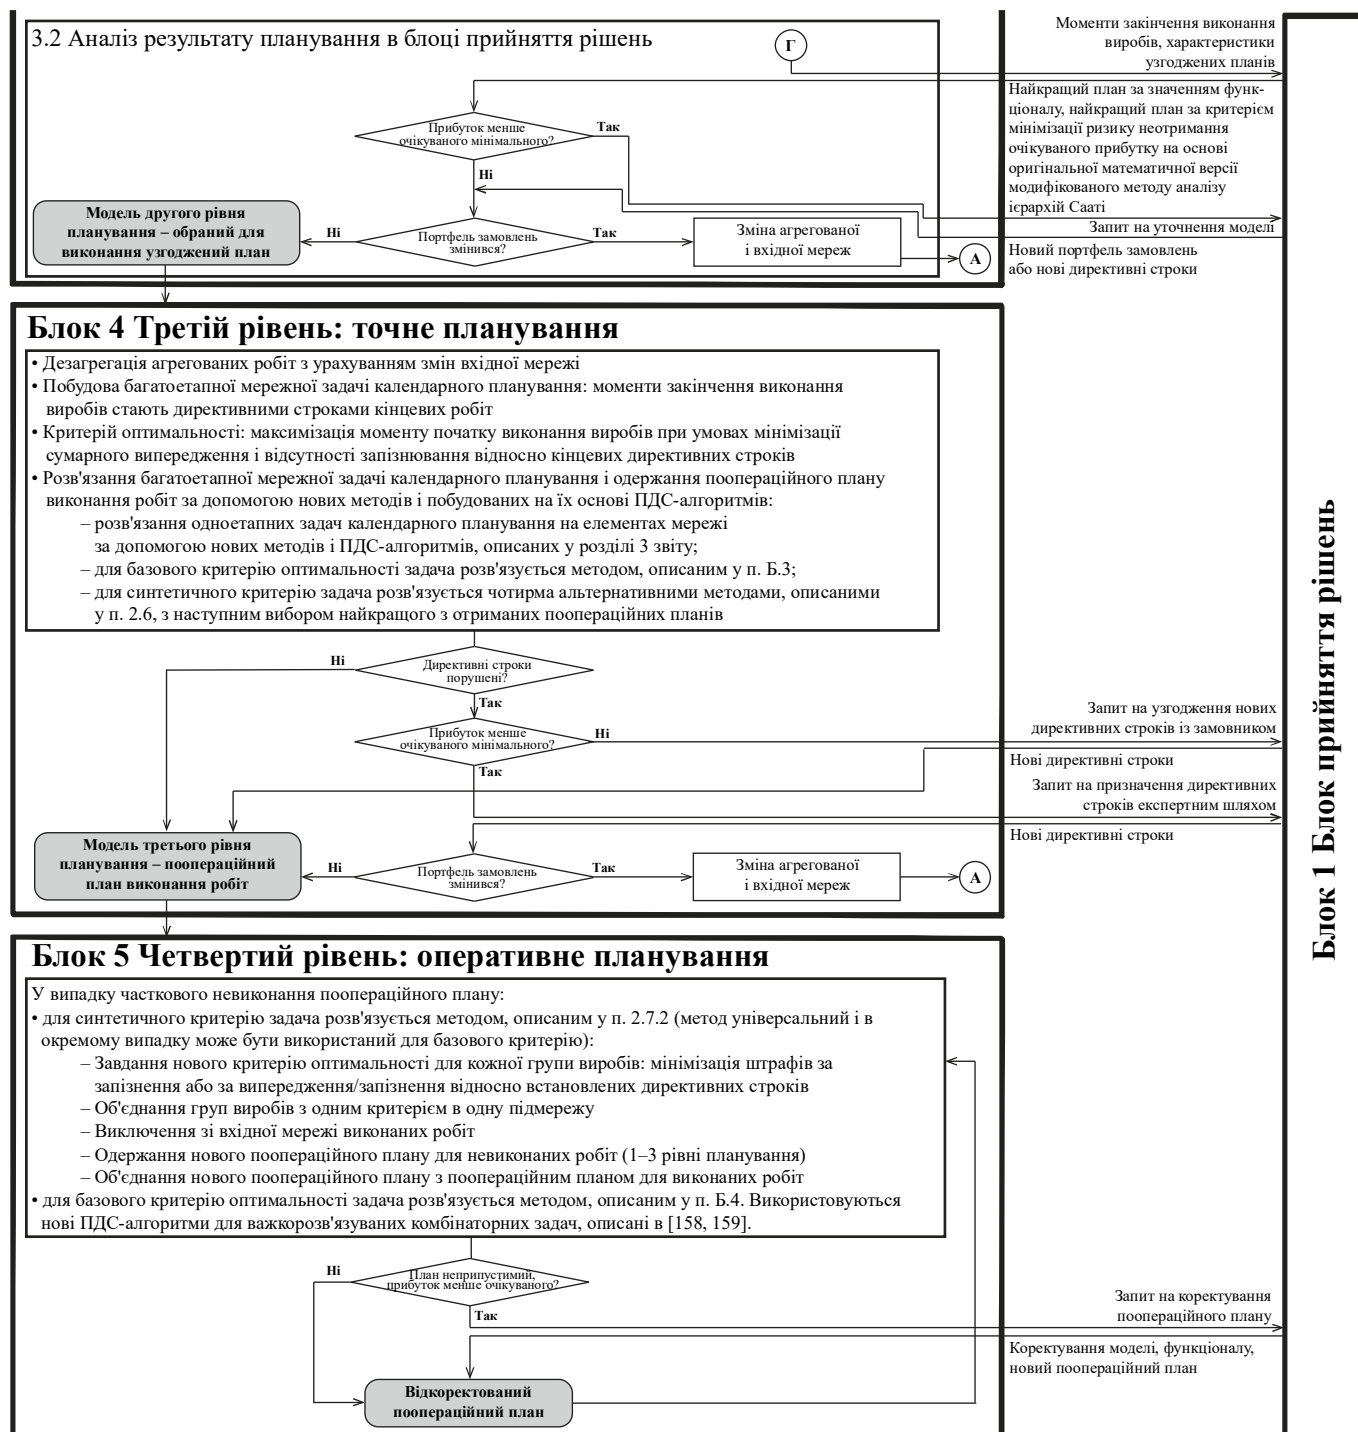 3.2 Аналіз результату планування в блоці прийняття рішень
Г
Моменти закінчення виконання
виробів, характеристики
узгоджених планів
Найкращий план за значенням функ-
ціоналу, найкращий план за критерієм
мінімізації ризику неотримання
очікуваного прибутку на основі
оригінальної математичної версії
модифікованого методу аналізу
ієрархій Сааті
Прибуток менше
очікуваного мінімального?
Так
Ні
Модель другого рівня
планування – обраний для
виконання узгоджений план
Ні
Портфель замовлень
змінився?
Так
Зміна агрегованої
і вхідної мереж
А
Запит на уточнення моделі
Новий портфель замовлень
або нові директивні строки
Блок 4 Третій рівень: точне планування
• Дезагрегація агрегованих робіт з урахуванням змін вхідної мережі
• Побудова багатоетапної мережної задачі календарного планування: моменти закінчення виконання
виробів стають директивними строками кінцевих робіт
• Критерій оптимальності: максимізація моменту початку виконання виробів при умовах мінімізації
сумарного випередження і відсутності запізнювання відносно кінцевих директивних строків
• Розв'язання багатоетапної мережної задачі календарного планування і одержання поопераційного плану
виконання робіт за допомогою нових методів і побудованих на їх основі ПДС-алгоритмів:
– розв'язання одноетапних задач календарного планування на елементах мережі
за допомогою нових методів і ПДС-алгоритмів, описаних у розділі 3 звіту;
– для базового критерію оптимальності задача розв'язується методом, описаним у п. Б.3;
– для синтетичного критерію задача розв'язується чотирма альтернативними методами, описаними
у п. 2.6, з наступним вибором найкращого з отриманих поопераційних планів
Ні
Директивні строки
порушені?
Так
Прибуток менше
очікуваного мінімального?
Ні
Так
Запит на узгодження нових
директивних строків із замовником
Нові директивні строки
Запит на призначення директивних
строків експертним шляхом
Нові директивні строки
Модель третього рівня
планування – поопераційний
план виконання робіт
Ні
Портфель замовлень
змінився?
Так
Зміна агрегованої
і вхідної мереж
А
Блок 1 Блок прийняття рішень
Блок 5 Четвертий рівень: оперативне планування
У випадку часткового невиконання поопераційного плану:
• для синтетичного критерію задача розв'язується методом, описаним у п. 2.7.2 (метод універсальний і в
окремому випадку може бути використаний для базового критерію):
– Завдання нового критерію оптимальності для кожної групи виробів: мінімізація штрафів за
запізнення або за випередження/запізнення відносно встановлених директивних строків
– Об'єднання груп виробів з одним критерієм в одну підмережу
– Виключення зі вхідної мережі виконаних робіт
– Одержання нового поопераційного плану для невиконаних робіт (1–3 рівні планування)
– Об'єднання нового поопераційного плану з поопераційним планом для виконаних робіт
• для базового критерію оптимальності задача розв'язується методом, описаним у п. Б.4. Використовуються
нові ПДС-алгоритми для важкорозв'язуваних комбінаторних задач, описані в [158, 159].
Ні
План неприпустимий,
прибуток менше очікуваного?
Так
Запит на коректування
поопераційного плану
Коректування моделі, функціоналу,
новий поопераційний план
Відкоректований
поопераційний план